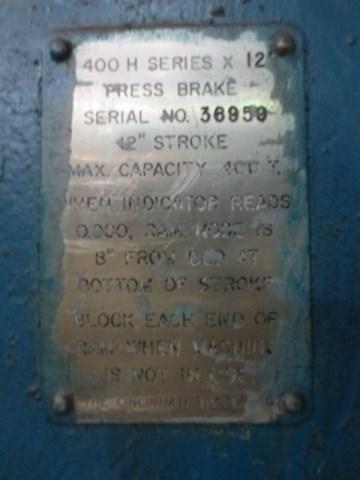 400 H SERIES X 12'
PRESS BRAKE
SERIAL NO. 36950
12" STROKE
MAX. CAPACITY 400 T.
WHEN INDICATOR READS
0.000, RAM NOSE IS
8" FROM BED AT
BOTTOM OF STROKE
BLOCK EACH END OF
RAM WHEN MACHINE
IS NOT IN USE
THE CINCINNATI